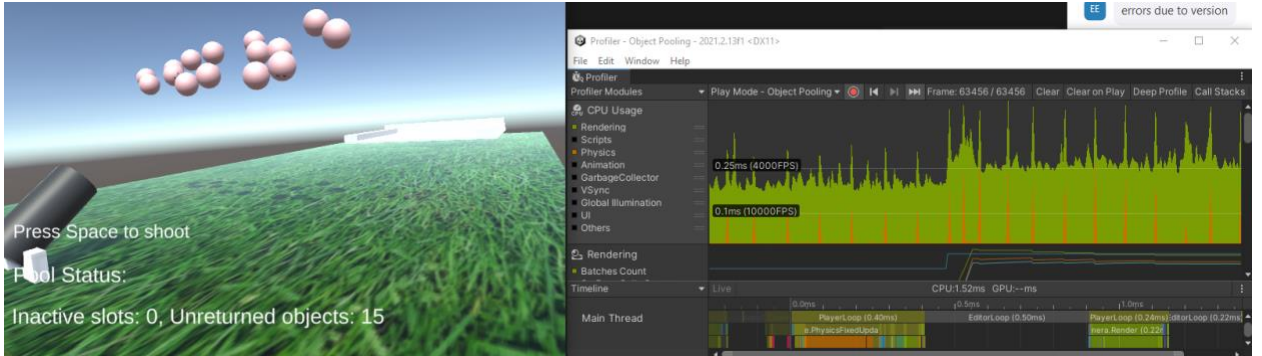 EE errors due to version
Profiler - Object Pooling - 2021.2.13f1 <DX11>
File Edit Window Help
Profiler
Profiler Modules Play Mode - Object Pooling Frame: 63456 / 63456 Clear Clear on Play Deep Profile Call Stacks
CPU Usage
Rendering
Scripts
Physics
Animation
GarbageCollector
VSync
Global Illumination
UI
Others
0.25ms (4000FPS)
0.1ms (10000FPS)
Rendering
Batches Count
Timeline Live CPU:1.52ms GPU:--ms
0.0ms 0.5ms 1.0ms
Main Thread
PlayerLoop (0.40ms) EditorLoop (0.50ms) PlayerLoop (0.24ms) ditorLoop (0.22ms)
e.PhysicsFixedUpda nera.Render (0.22n
Press Space to shoot
Pool Status:
Inactive slots: 0, Unreturned objects: 15